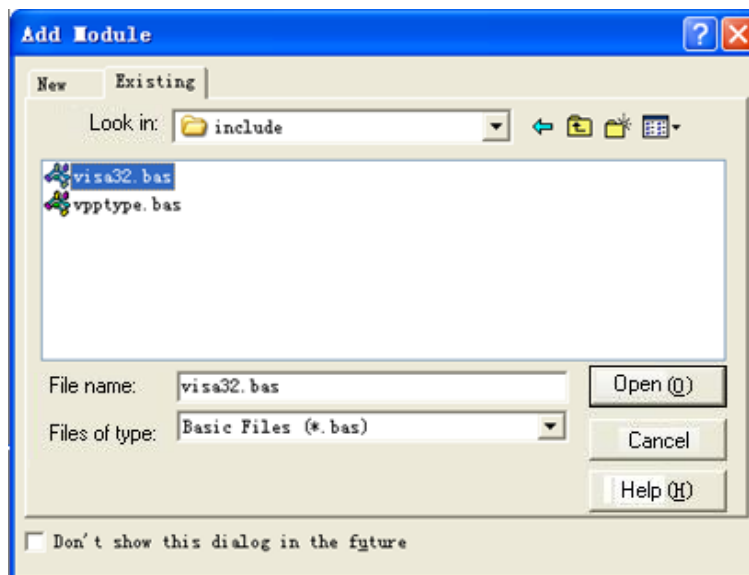 Add Module
New Existing
Look in: include
visa32.bas
vpptype.bas
File name: visa32.bas Open (O)
Files of type: Basic Files (*.bas)
Cancel
Help (H)
Don't show this dialog in the future